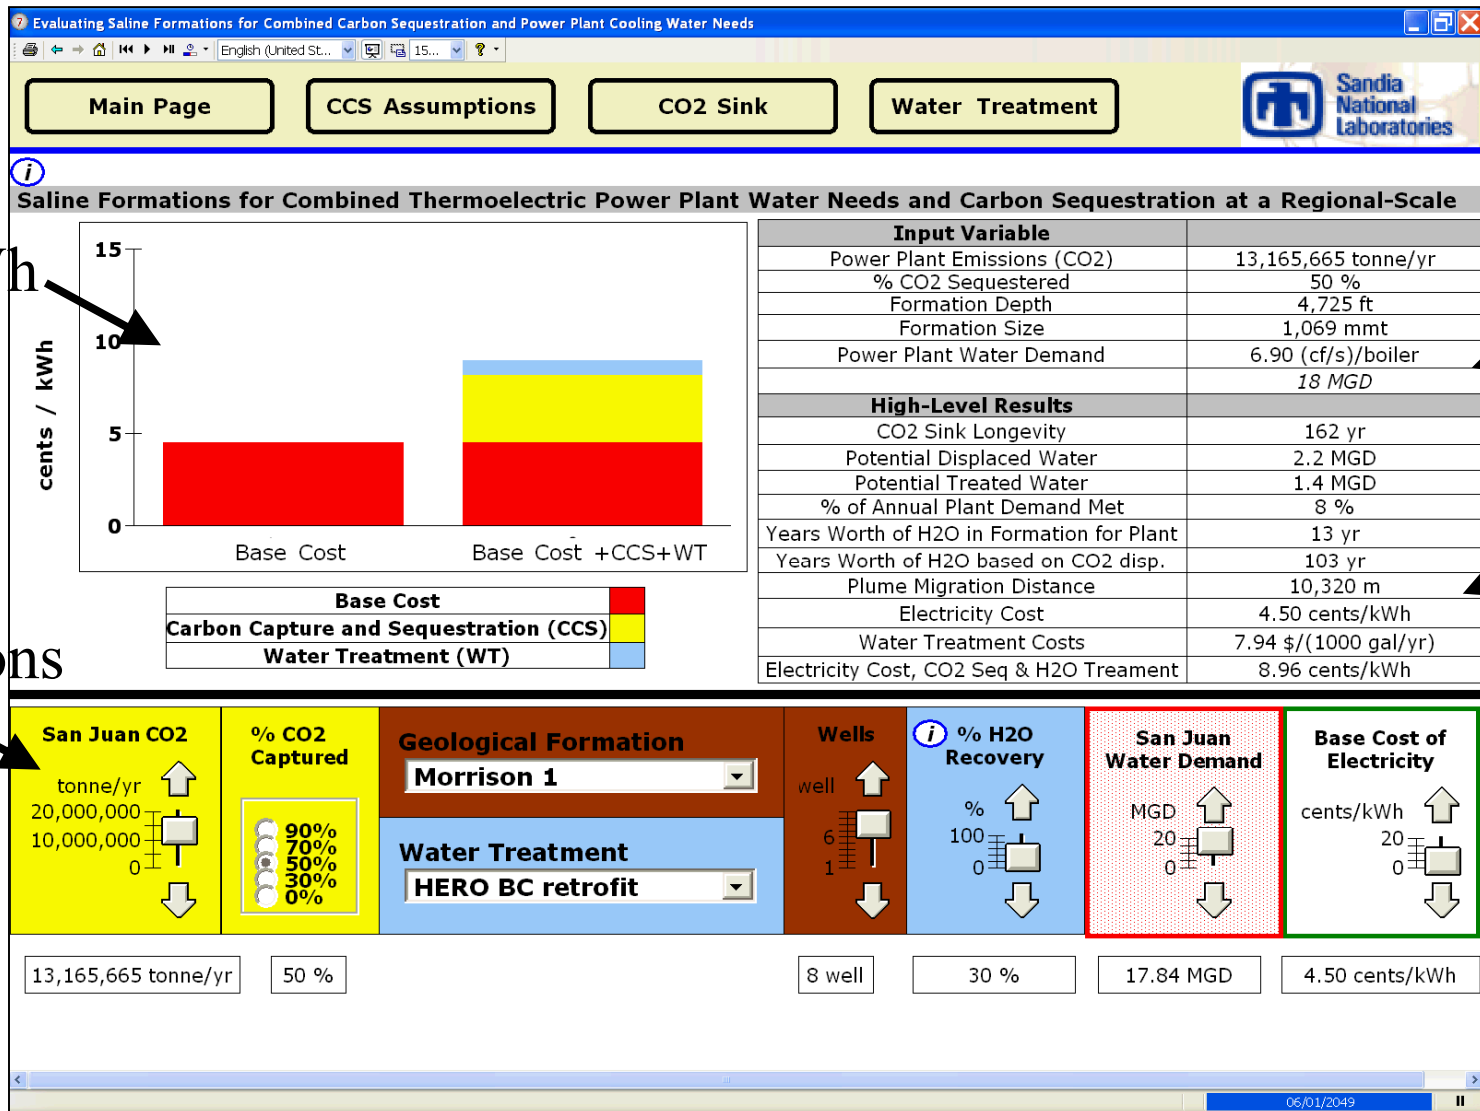 Evaluating Saline Formations for Combined Carbon Sequestration and Power Plant Cooling Water Needs
English (United St... 15...
Main Page CCS Assumptions CO2 Sink Water Treatment
Sandia
National
Laboratories
i
Saline Formations for Combined Thermoelectric Power Plant Water Needs and Carbon Sequestration at a Regional-Scale
15
10
5
0
cents / kWh
Base Cost Base Cost +CCS+WT
Base Cost
Carbon Capture and Sequestration (CCS)
Water Treatment (WT)
Input Variable
Power Plant Emissions (CO2) 13,165,665 tonne/yr
% CO2 Sequestered 50 %
Formation Depth 4,725 ft
Formation Size 1,069 mmt
Power Plant Water Demand 6.90 (cf/s)/boiler
18 MGD
High-Level Results
CO2 Sink Longevity 162 yr
Potential Displaced Water 2.2 MGD
Potential Treated Water 1.4 MGD
% of Annual Plant Demand Met 8 %
Years Worth of H2O in Formation for Plant 13 yr
Years Worth of H2O based on CO2 disp. 103 yr
Plume Migration Distance 10,320 m
Electricity Cost 4.50 cents/kWh
Water Treatment Costs 7.94 $/(1000 gal/yr)
Electricity Cost, CO2 Seq & H2O Treament 8.96 cents/kWh
h
ons
San Juan CO2
tonne/yr
20,000,000
10,000,000
0
% CO2
Captured
90%
70%
50%
30%
0%
Geological Formation
Morrison 1
Water Treatment
HERO BC retrofit
Wells
well
6
1
i % H2O
Recovery
%
100
0
San Juan
Water Demand
MGD
20
0
Base Cost of
Electricity
cents/kWh
20
0
13,165,665 tonne/yr 50 % 8 well 30 % 17.84 MGD 4.50 cents/kWh
06/01/2049